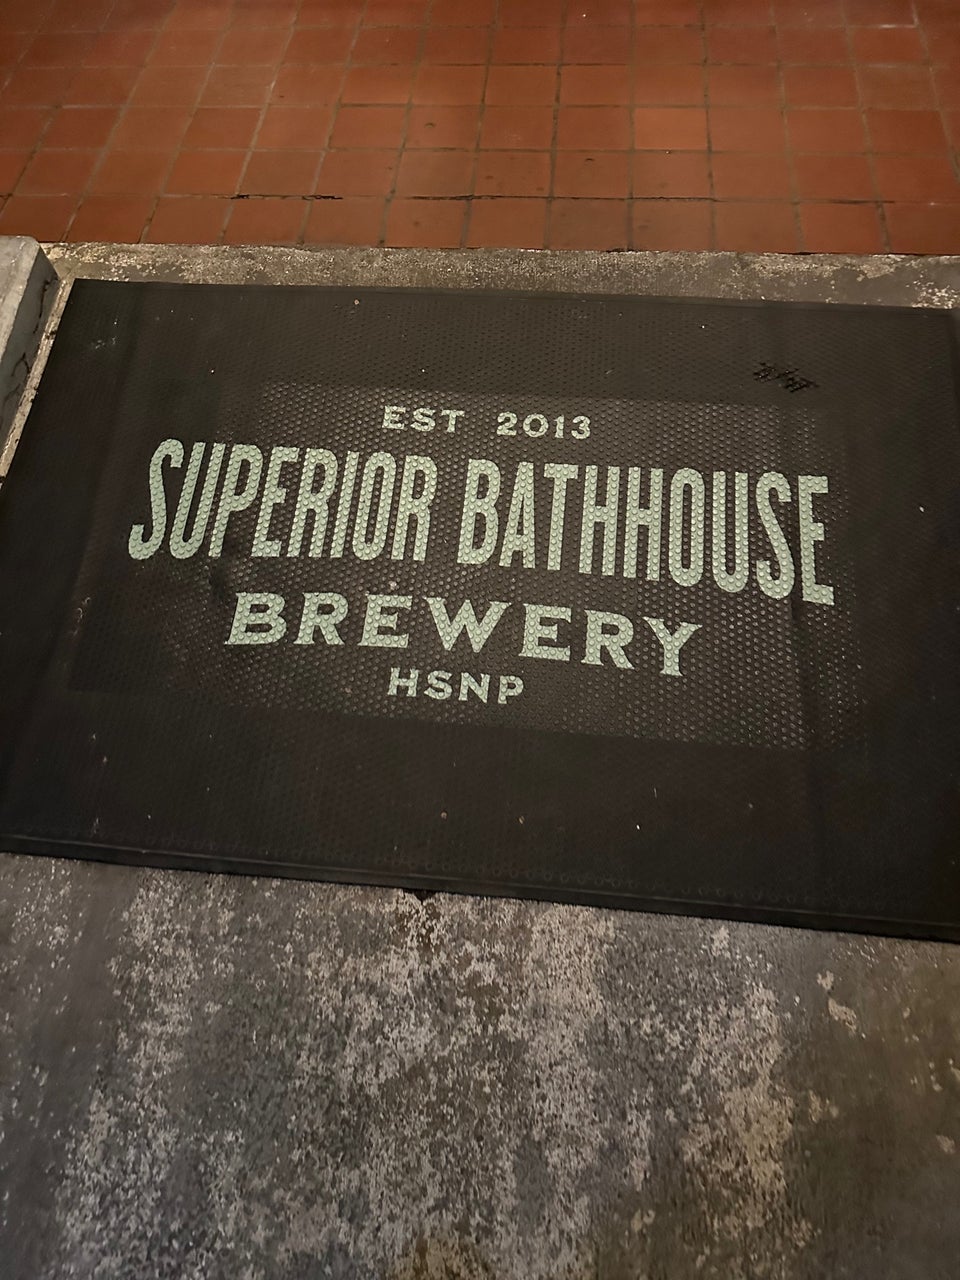 EST 2013
SUPERIOR BATHHOUSE
BREWERY
HSNP